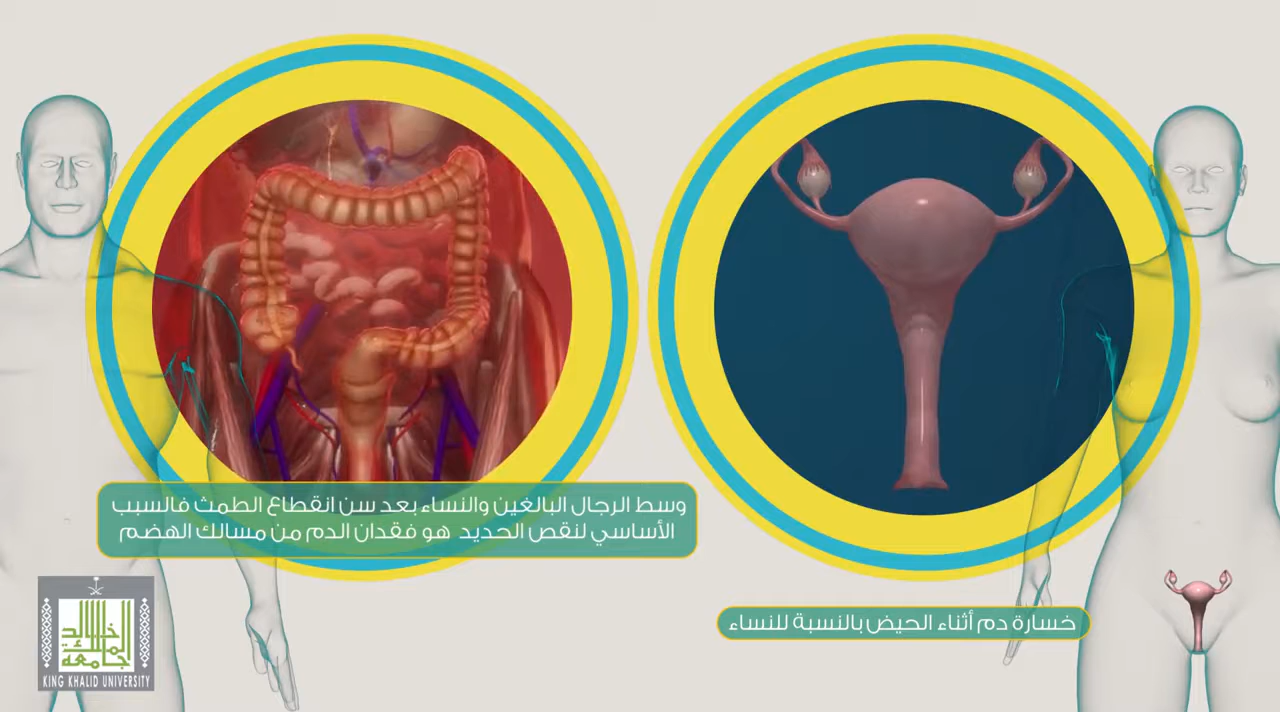 وسط الرجال البالغين والنساء بعد سن انقطاع الطمث فالسبب
الأساسي لنقص الحديد هو فقدان الدم من مسالك الهضم
خسارة دم أثناء الحيض بالنسبة للنساء
جامعة الملك خالد
KING KHALID UNIVERSITY